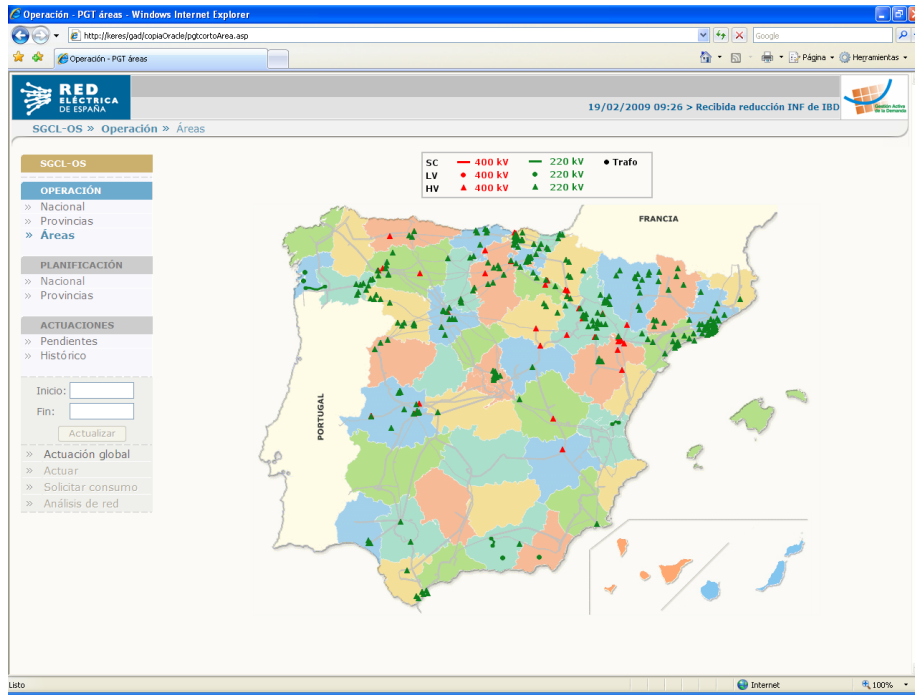 Operación - PGT áreas - Windows Internet Explorer
http://keres/gad/copiaOracle/pgtcortoArea.asp
Google
Operación - PGT áreas
Página
Herramientas
RED
ELÉCTRICA
DE ESPAÑA
19/02/2009 09:26 > Recibida reducción INF de IBD
Gestión Activa
de la Demanda
SGCL-OS » Operación » Áreas
SGCL-OS
OPERACIÓN
» Nacional
» Provincias
» Áreas
PLANIFICACIÓN
» Nacional
» Provincias
ACTUACIONES
» Pendientes
» Histórico
Inicio:
Fin:
Actualizar
» Actuación global
» Actuar
» Solicitar consumo
» Análisis de red
SC 400 kV 220 kV Trafo
LV 400 kV 220 kV
HV 400 kV 220 kV
FRANCIA
PORTUGAL
Listo
Internet
100%